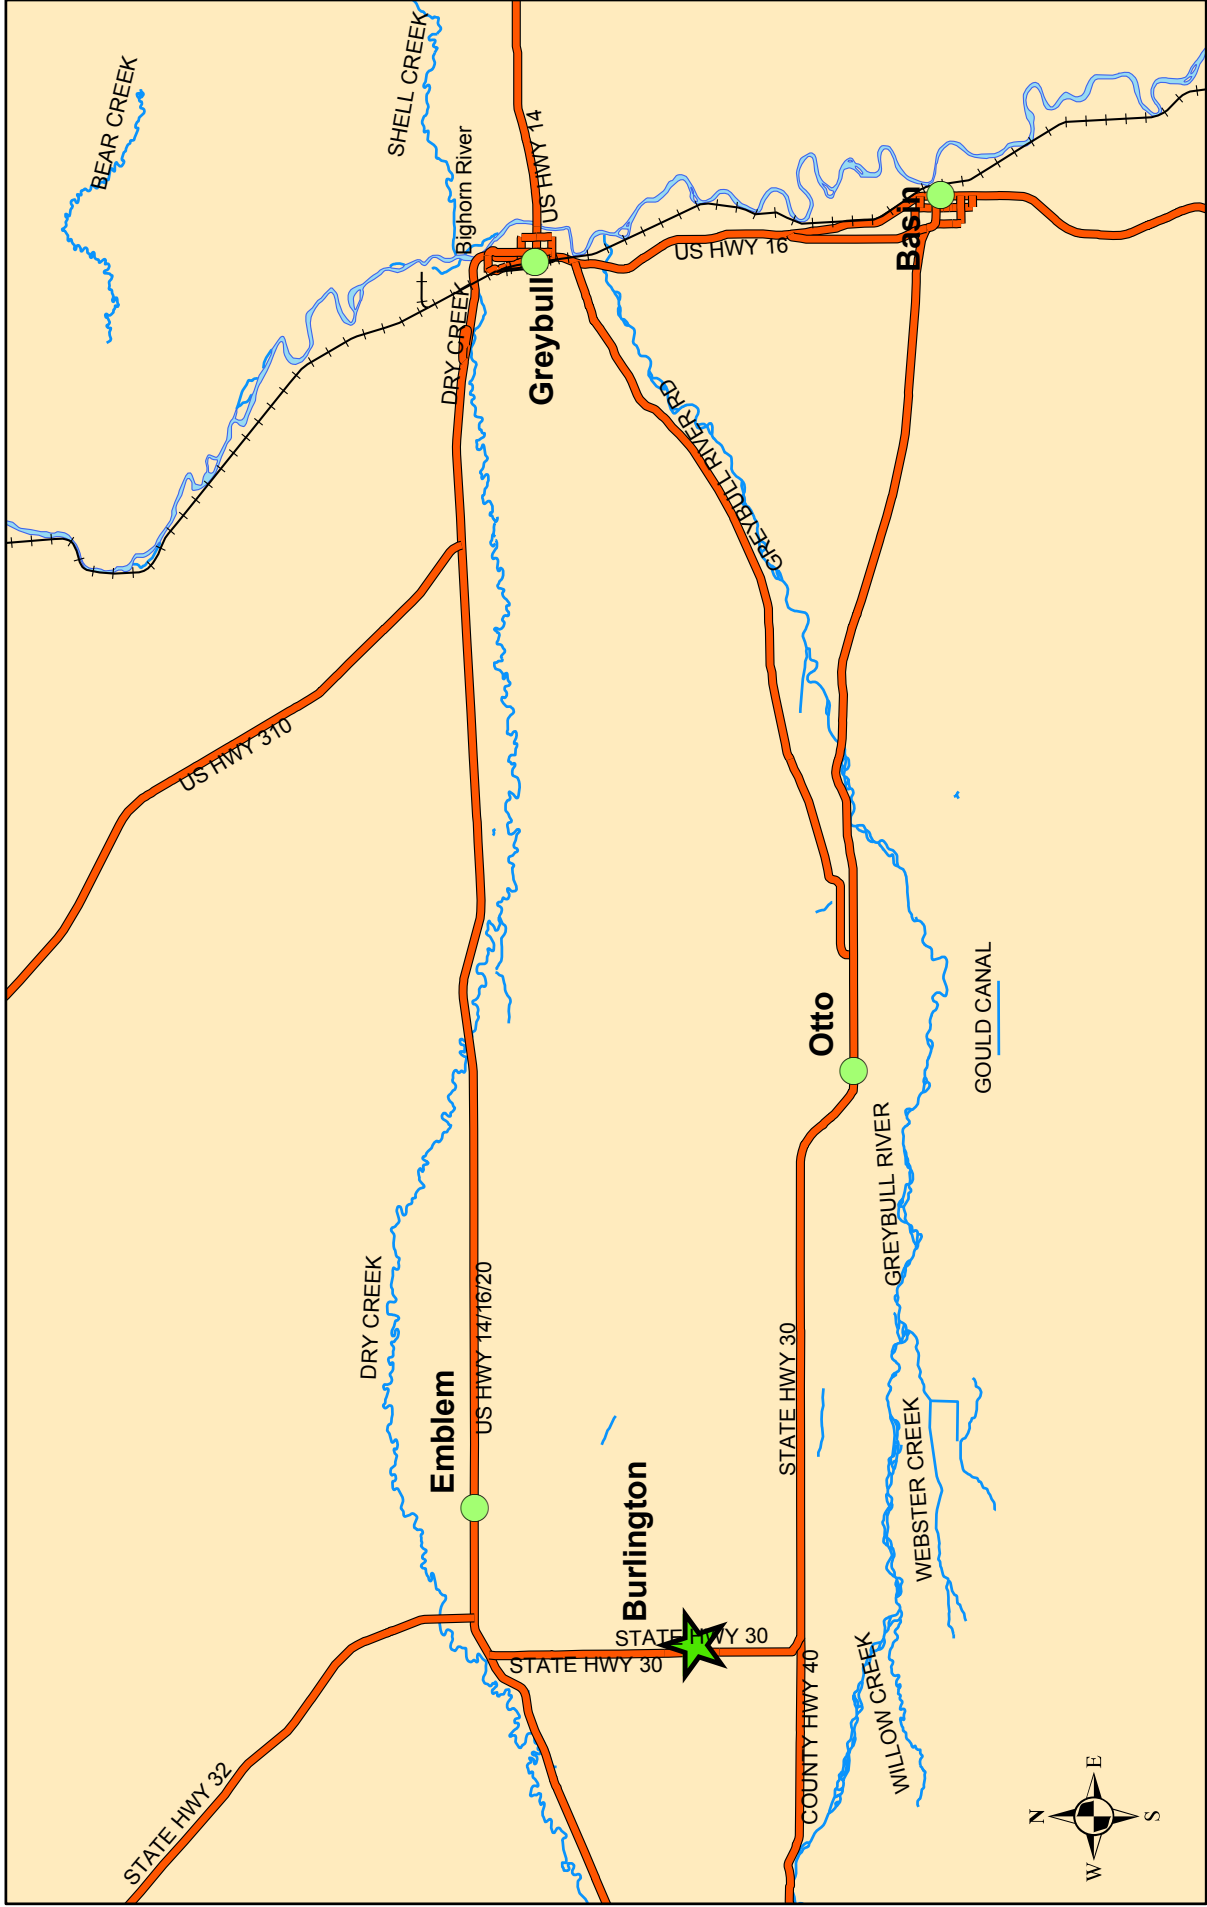 BEAR CREEK
SHELL CREEK
Bighorn River
US HWY 14
DRY CREEK
Greybull
US HWY 16
Basin
GREYBULL RIVER RD
US HWY 310
Otto
GOULD CANAL
GREYBULL RIVER
DRY CREEK
US HWY 14/16/20
Emblem
STATE HWY 30
WEBSTER CREEK
Burlington
STATE HWY 30
STATE HWY 30
COUNTY HWY 40
WILLOW CREEK
STATE HWY 32
N
W
E
S